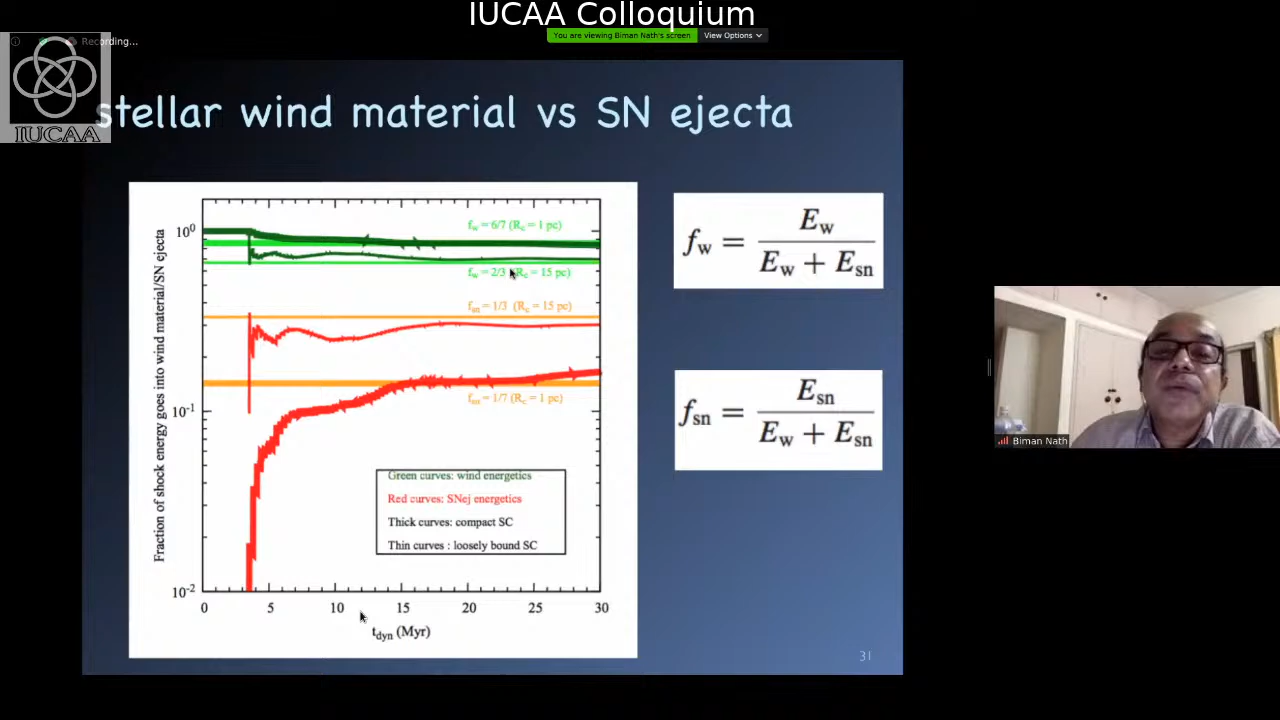 IUCAA Colloquium
Recording...
You are viewing Biman Nath's screen
View Options
IUCAA
stellar wind material vs SN ejecta
Fraction of shock energy goes into wind material/SN ejecta
10^0
10^-1
10^-2
f_w = 6/7 (R_c = 1 pc)
f_w = 2/3 (R_c = 15 pc)
f_sn = 1/3 (R_c = 15 pc)
f_sn = 1/7 (R_c = 1 pc)
Green curves: wind energetics
Red curves: SNej energetics
Thick curves: compact SC
Thin curves : loosely bound SC
0 5 10 15 20 25 30
t_dyn (Myr)
f_w = E_w / (E_w + E_sn)
f_sn = E_sn / (E_w + E_sn)
31
Biman Nath